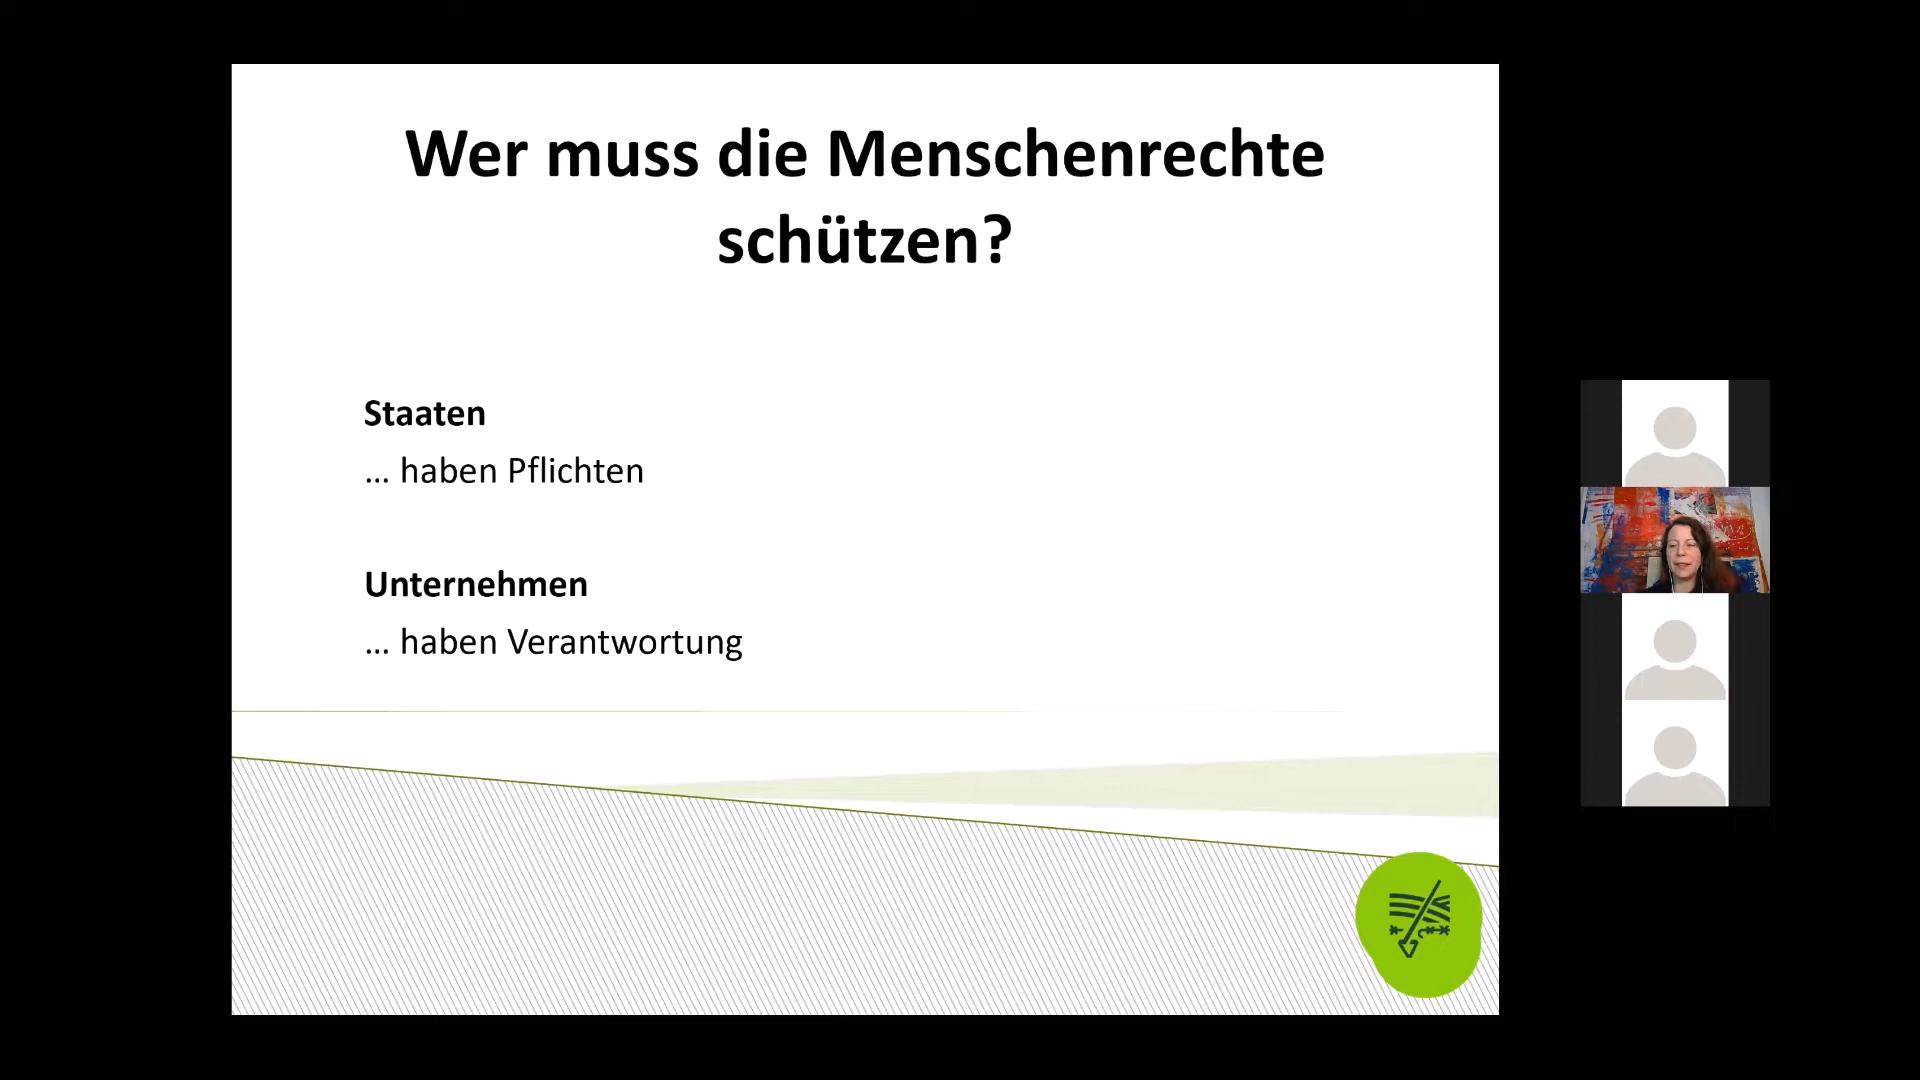 Wer muss die Menschenrechte
schützen?
Staaten
... haben Pflichten
Unternehmen
... haben Verantwortung